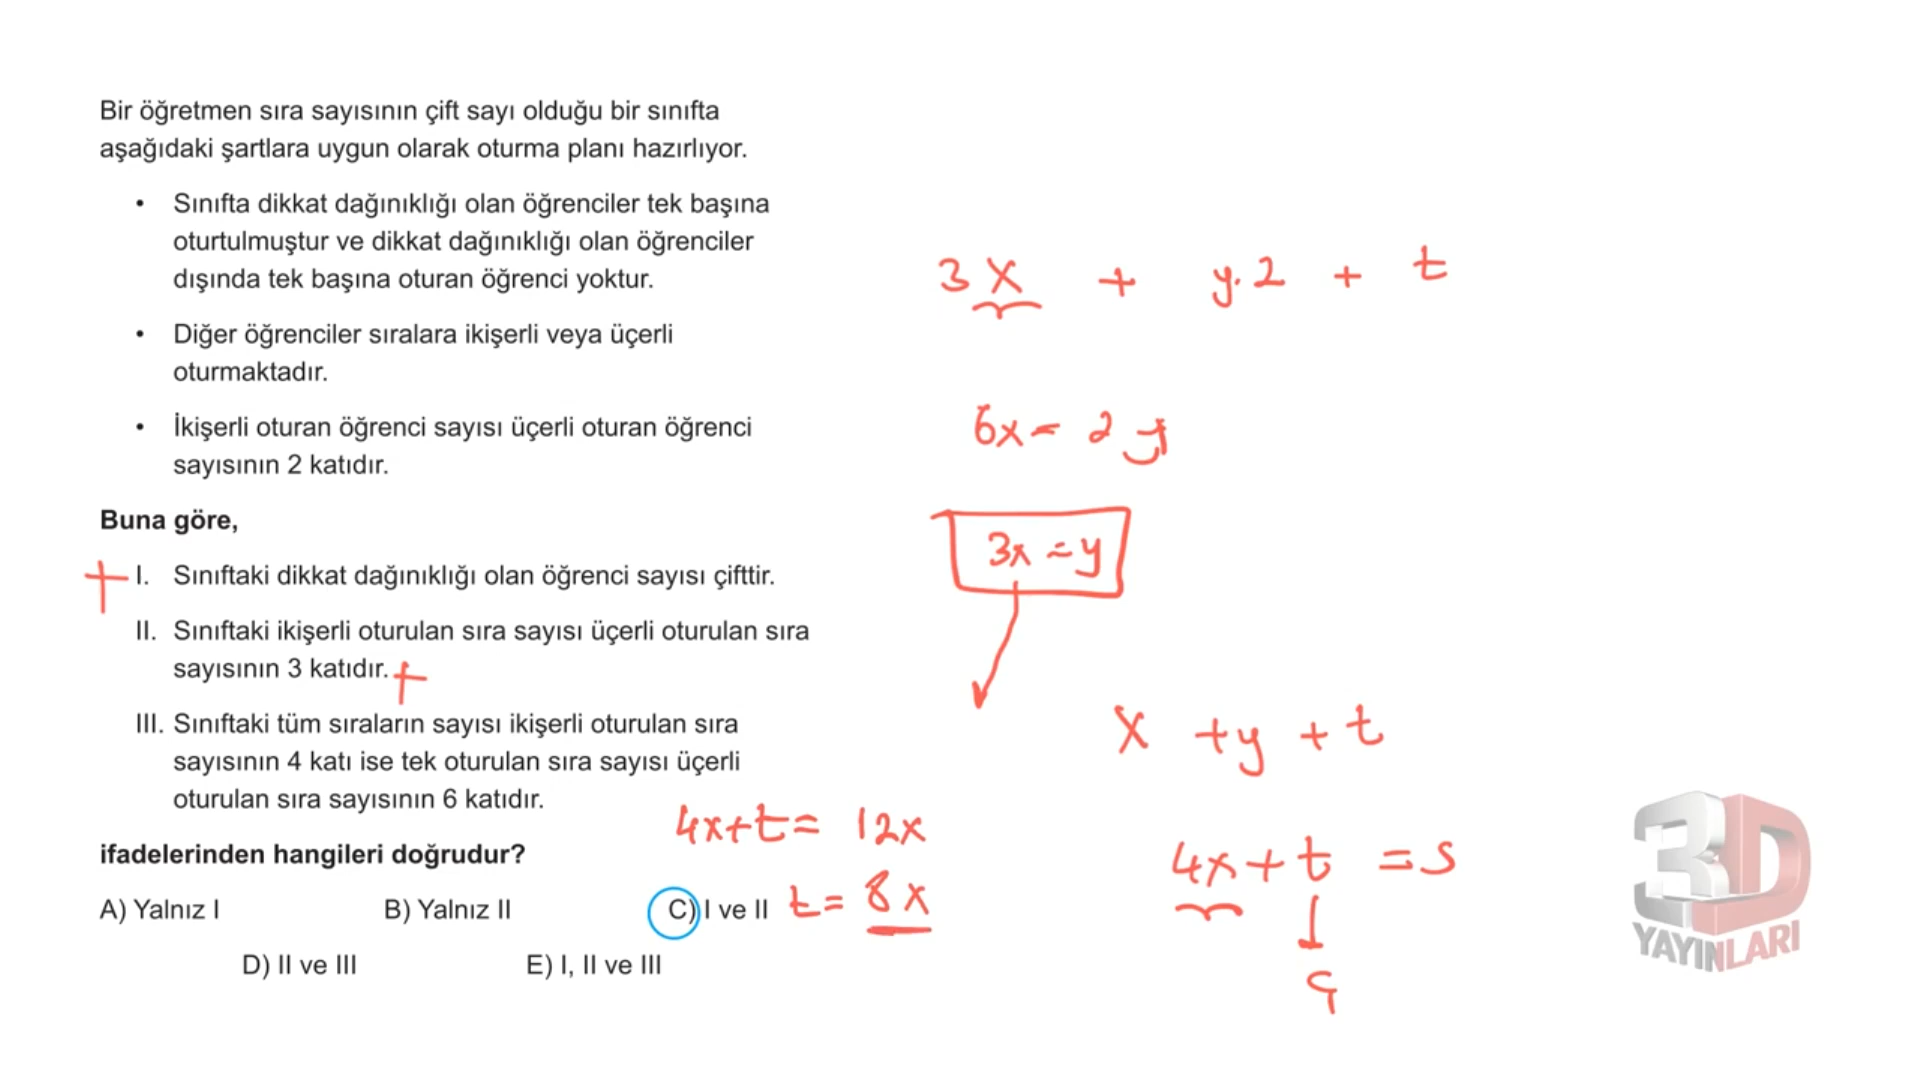 Bir öğretmen sıra sayısının çift sayı olduğu bir sınıfta
aşağıdaki şartlara uygun olarak oturma planı hazırlıyor.
• Sınıfta dikkat dağınıklığı olan öğrenciler tek başına
oturtulmuştur ve dikkat dağınıklığı olan öğrenciler
dışında tek başına oturan öğrenci yoktur.
• Diğer öğrenciler sıralara ikişerli veya üçerli
oturmaktadır.
• İkişerli oturan öğrenci sayısı üçerli oturan öğrenci
sayısının 2 katıdır.
Buna göre,
+ I. Sınıftaki dikkat dağınıklığı olan öğrenci sayısı çifttir.
II. Sınıftaki ikişerli oturulan sıra sayısı üçerli oturulan sıra
sayısının 3 katıdır. +
III. Sınıftaki tüm sıraların sayısı ikişerli oturulan sıra
sayısının 4 katı ise tek oturulan sıra sayısı üçerli
oturulan sıra sayısının 6 katıdır.
ifadelerinden hangileri doğrudur?
A) Yalnız I B) Yalnız II C) I ve II
D) II ve III E) I, II ve III
3x + y.2 + t
6x = 2y
3x = y
x + y + t
4x + t = 12x
t = 8x
4x + t = s
ç
3D
YAYINLARI